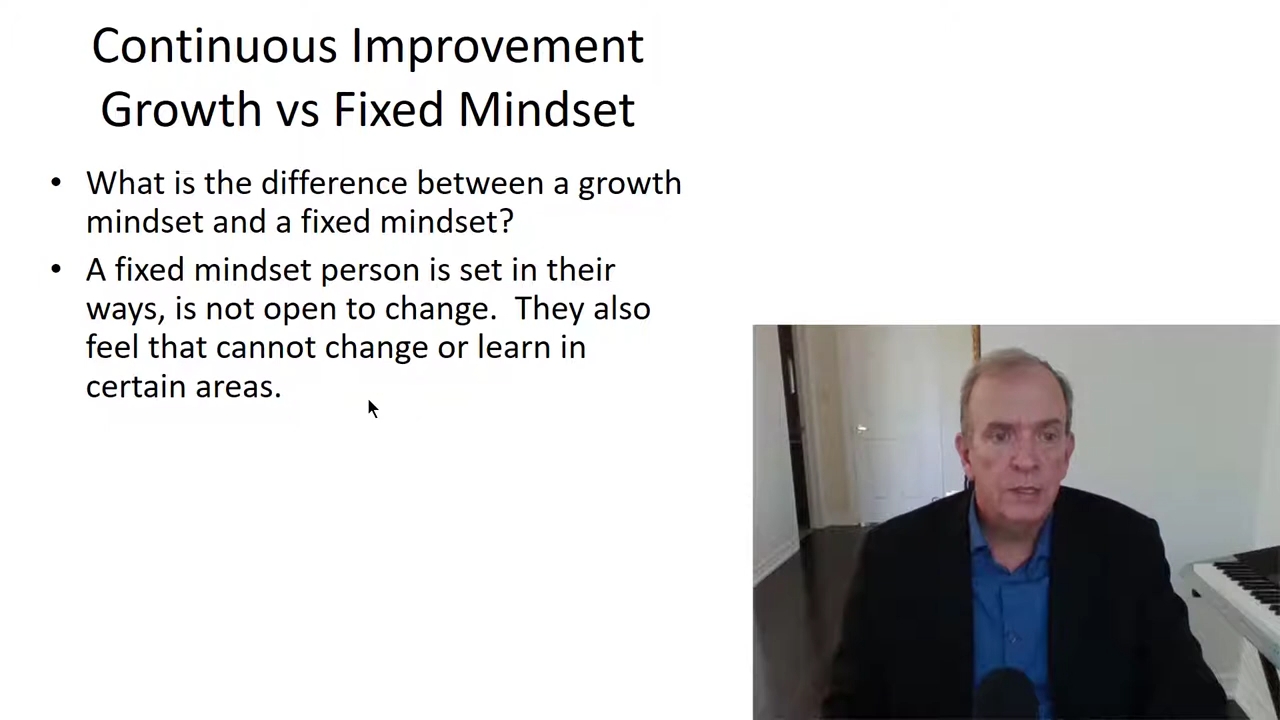 Continuous Improvement
Growth vs Fixed Mindset
• What is the difference between a growth
mindset and a fixed mindset?
• A fixed mindset person is set in their
ways, is not open to change.  They also
feel that cannot change or learn in
certain areas.